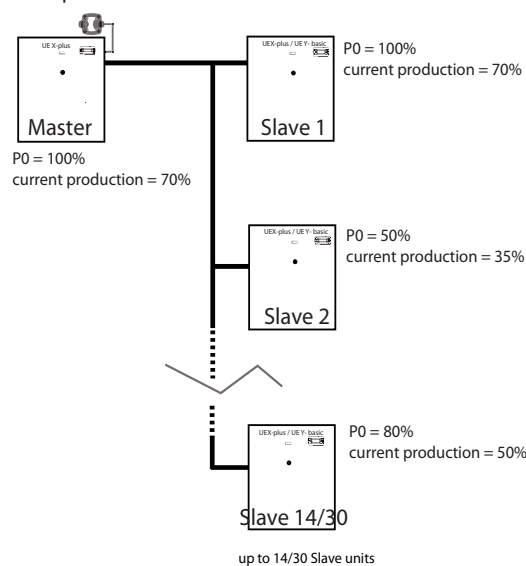 UE X-plus
Master
P0 = 100%
current production = 70%
UEX-plus / UE Y- basic
Slave 1
P0 = 100%
current production = 70%
UEX-plus / UE Y- basic
Slave 2
P0 = 50%
current production = 35%
UEX-plus / UE Y- basic
Slave 14/30
P0 = 80%
current production = 50%
up to 14/30 Slave units